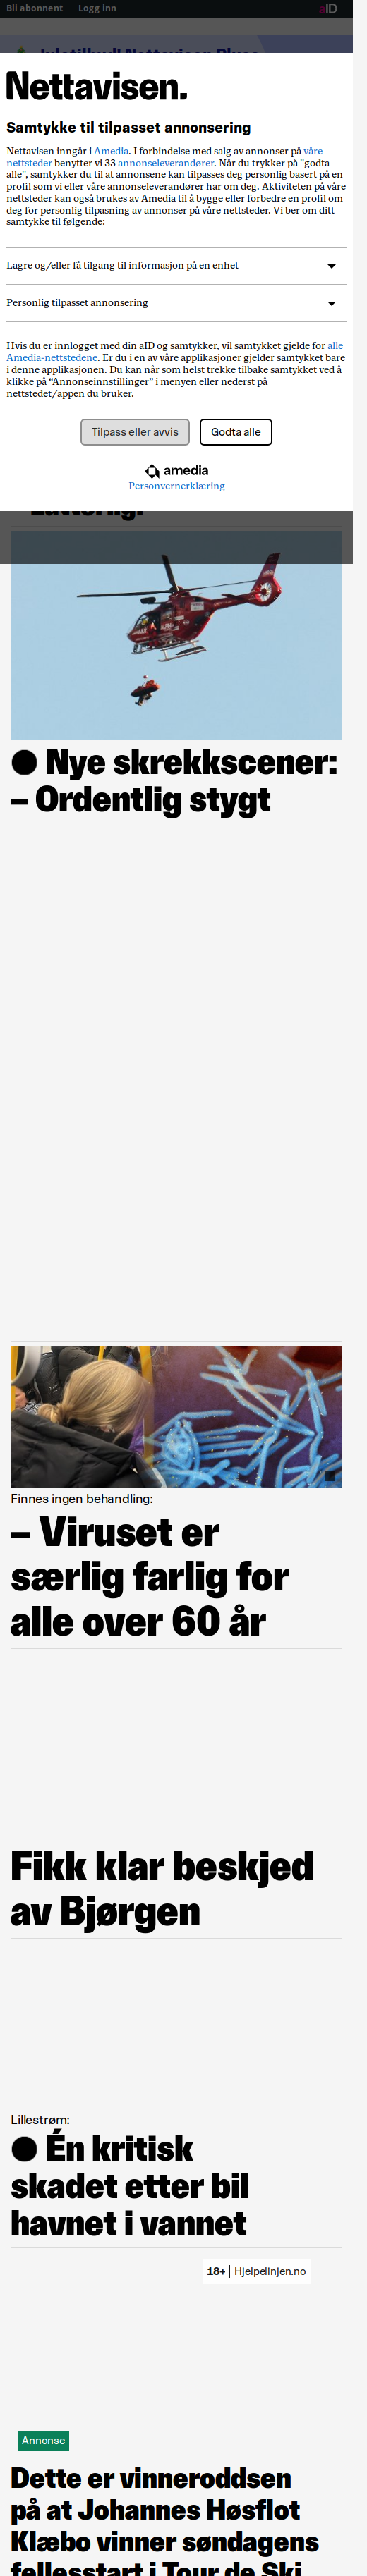 Bli abonnent | Logg inn
aID
Nettavisen.
Samtykke til tilpasset annonsering
Nettavisen inngår i Amedia. I forbindelse med salg av annonser på våre
nettsteder benytter vi 33 annonseleverandører. Når du trykker på "godta
alle", samtykker du til at annonsene kan tilpasses deg personlig basert på en
profil som vi eller våre annonseleverandører har om deg. Aktiviteten på våre
nettsteder kan også brukes av Amedia til å bygge eller forbedre en profil om
deg for personlig tilpasning av annonser på våre nettsteder. Vi ber om ditt
samtykke til følgende:
Lagre og/eller få tilgang til informasjon på en enhet
Personlig tilpasset annonsering
Hvis du er innlogget med din aID og samtykker, vil samtykket gjelde for alle
Amedia-nettstedene. Er du i en av våre applikasjoner gjelder samtykket bare
i denne applikasjonen. Du kan når som helst trekke tilbake samtykket ved å
klikke på “Annonseinnstillinger” i menyen eller nederst på
nettstedet/appen du bruker.
Tilpass eller avvis
Godta alle
amedia
Personvernerklæring
Nye skrekkscener:
– Ordentlig stygt
Finnes ingen behandling:
– Viruset er
særlig farlig for
alle over 60 år
Fikk klar beskjed
av Bjørgen
Lillestrøm:
Én kritisk
skadet etter bil
havnet i vannet
18+ | Hjelpelinjen.no
Annonse
Dette er vinneroddsen
på at Johannes Høsflot
Klæbo vinner søndagens
fellesstart i Tour de Ski